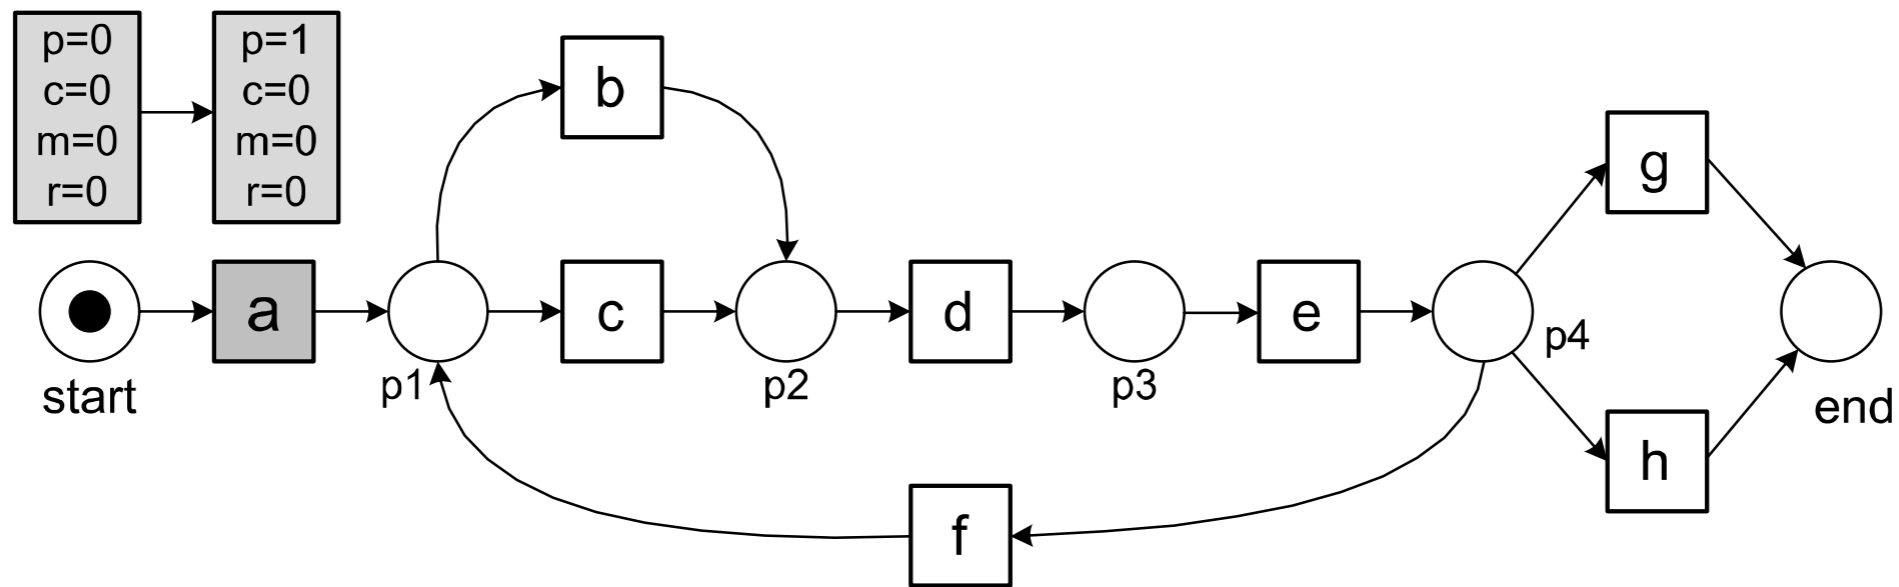 p=0
c=0
m=0
r=0
p=1
c=0
m=0
r=0
b
g
a
c
d
e
p4
start
p1
p2
p3
end
h
f